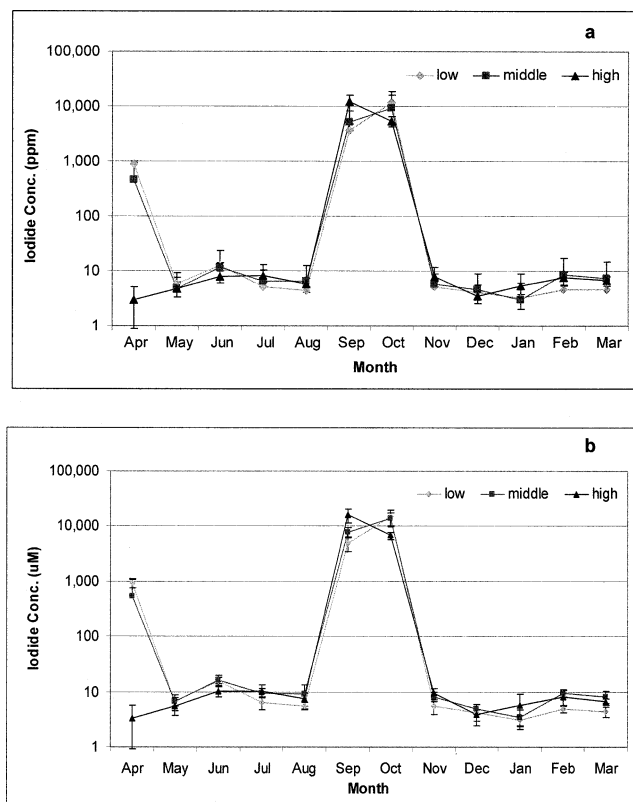 a
100,000
low middle high
10,000
1,000
100
10
1
Iodide Conc. (ppm)
Apr May Jun Jul Aug Sep Oct Nov Dec Jan Feb Mar
Month
b
100,000
low middle high
10,000
1,000
100
10
1
Iodide Conc. (uM)
Apr May Jun Jul Aug Sep Oct Nov Dec Jan Feb Mar
Month